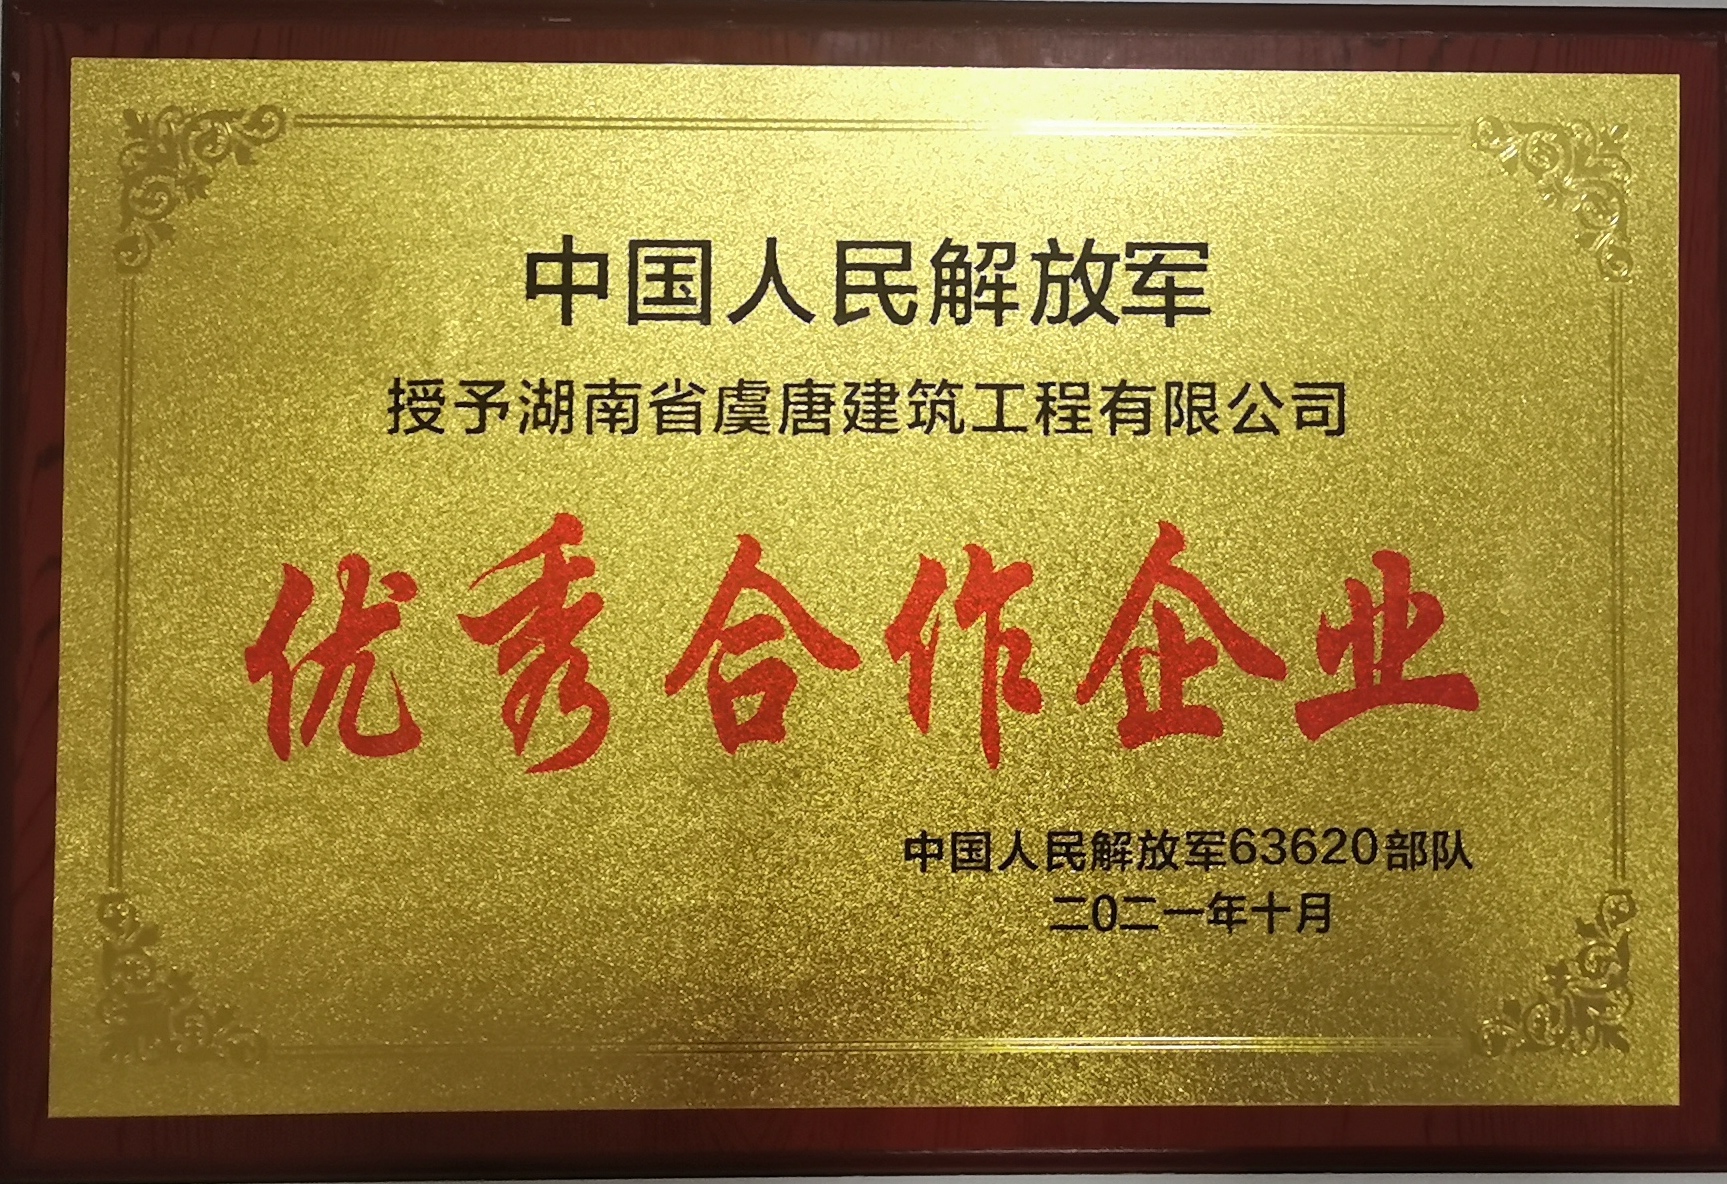 中国人民解放军
授予湖南省虞唐建筑工程有限公司
优秀合作企业
中国人民解放军63620部队
二0二一年十月